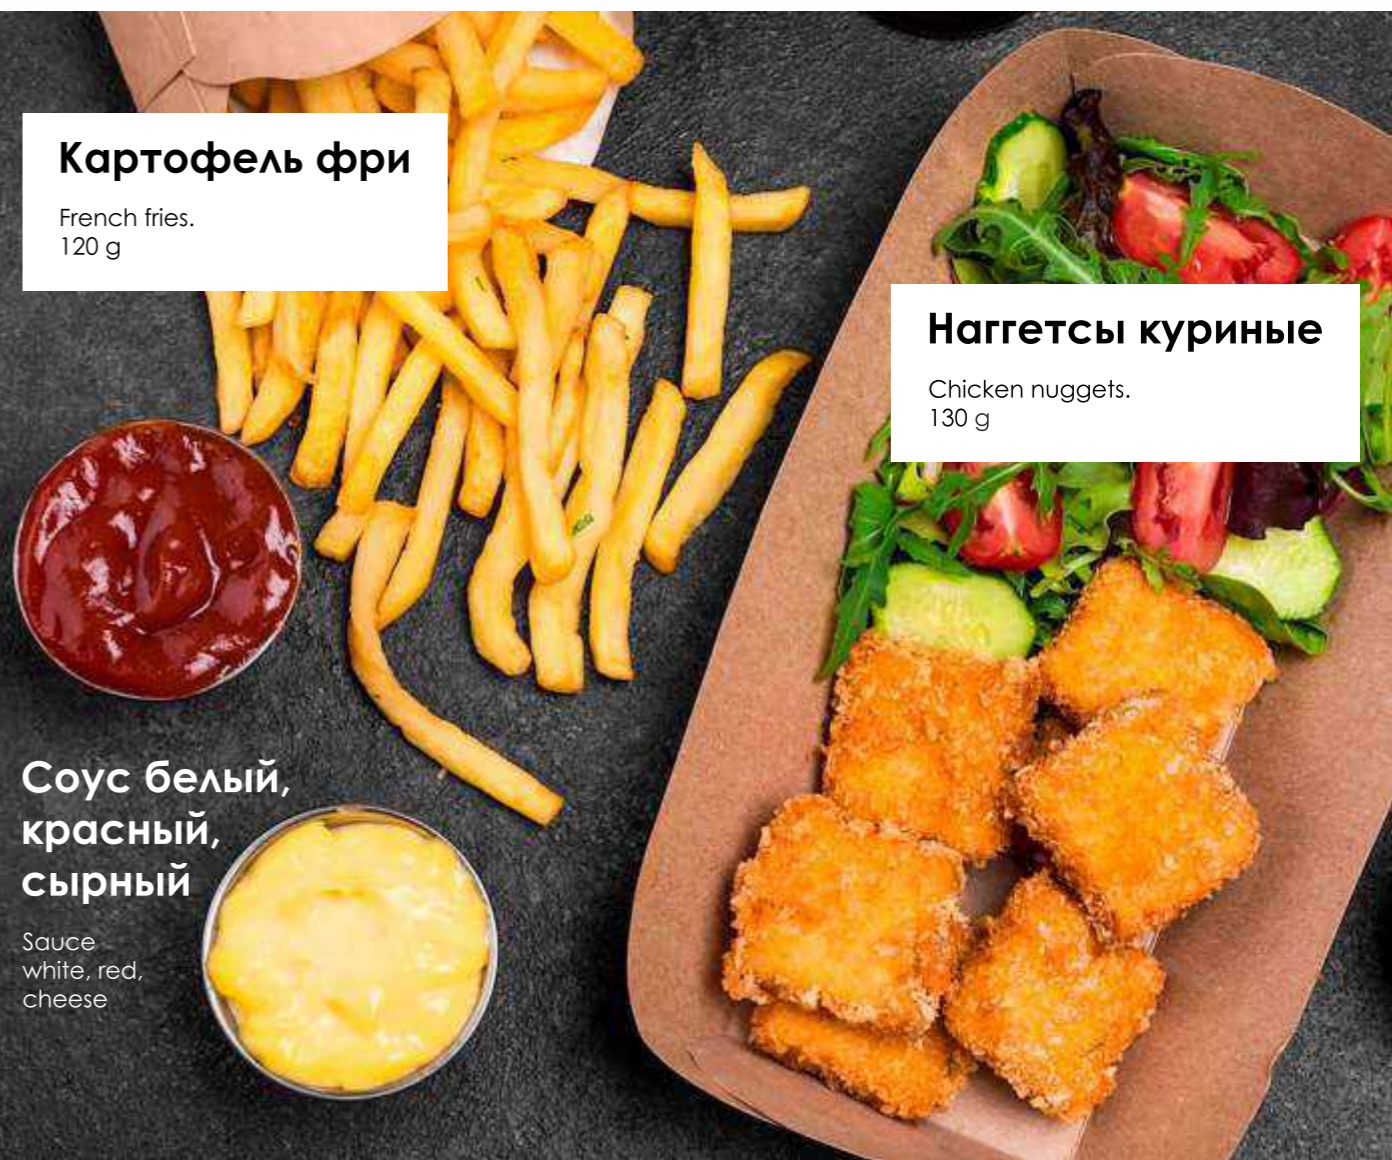 Картофель фри
French fries.
120 g
Наггетсы куриные
Chicken nuggets.
130 g
Соус белый,
красный,
сырный
Sauce
white, red,
cheese